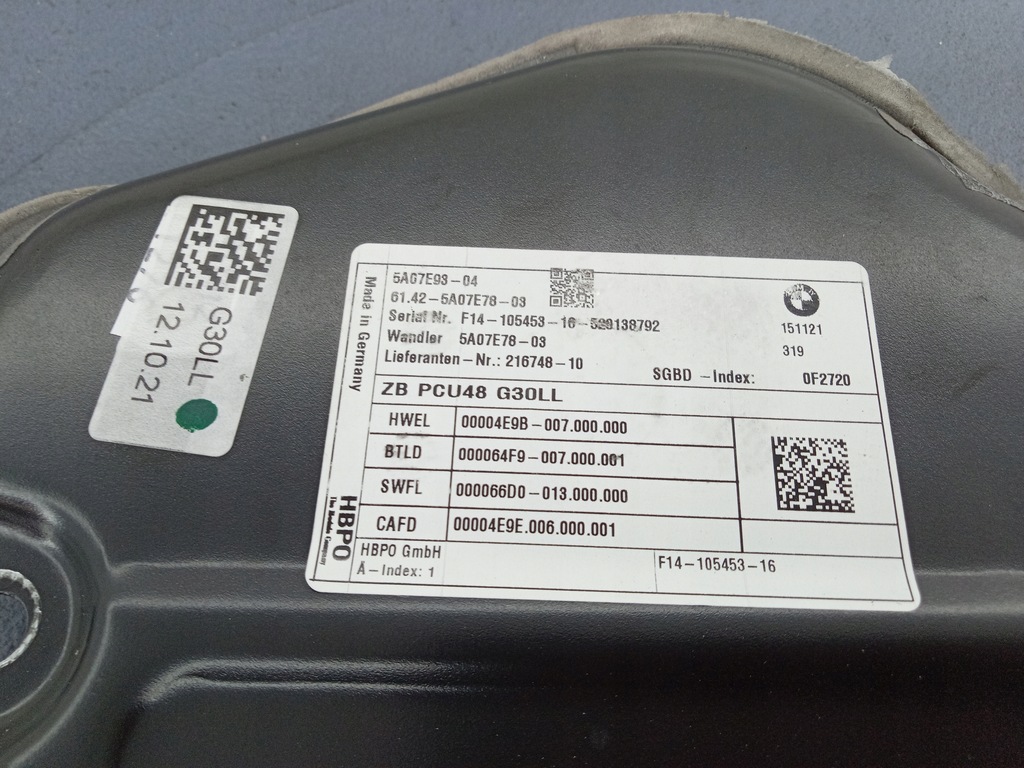 G30LL
12.10.21
5A07E93-04
61.42-5A07E78-03
Serial Nr. F14-105453-16-529138792
Wandler 5A07E78-03
Lieferanten-Nr.: 216748-10
151121
319
SGBD -Index: 0F2720
ZB PCU48 G30LL
HWEL 00004E9B-007.000.000
BTLD 000064F9-007.000.001
SWFL 000066D0-013.000.000
CAFD 00004E9E.006.000.001
HBPO GmbH
Ä-Index: 1
F14-105453-16
Made in Germany
HBPO